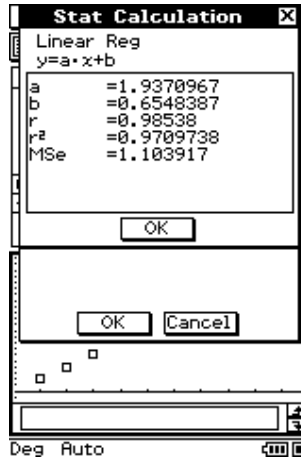 Stat Calculation
Linear Reg
y=a·x+b
a =1.9370967
b =0.6548387
r =0.98538
r² =0.9709738
MSe =1.103917
OK
OK Cancel
Deg Auto